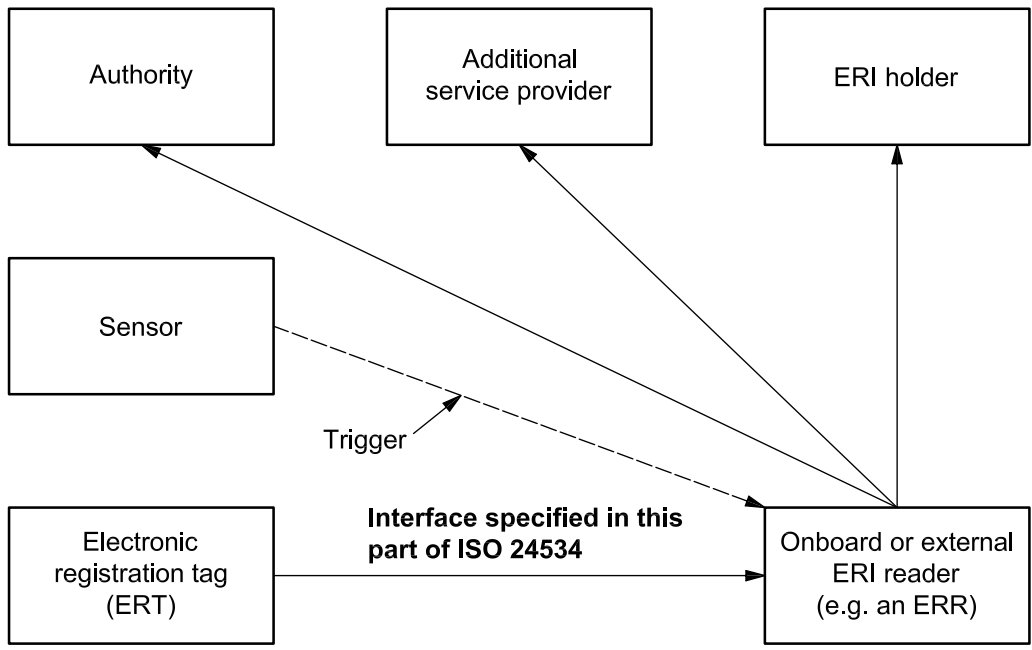 Authority
Additional
service provider
ERI holder
Sensor
Trigger
Interface specified in this
part of ISO 24534
Electronic
registration tag
(ERT)
Onboard or external
ERI reader
(e.g. an ERR)